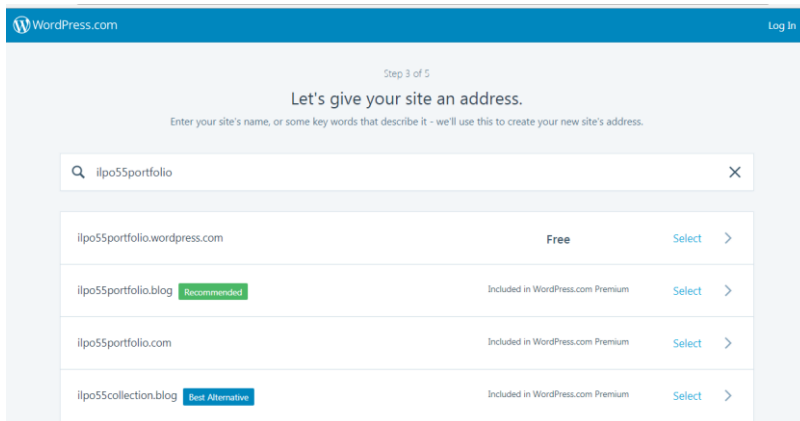 WordPress.com
Log In
Step 3 of 5
Let's give your site an address.
Enter your site's name, or some key words that describe it - we'll use this to create your new site's address.
ilpo55portfolio
ilpo55portfolio.wordpress.com Free Select
ilpo55portfolio.blog Recommended Included in WordPress.com Premium Select
ilpo55portfolio.com Included in WordPress.com Premium Select
ilpo55collection.blog Best Alternative Included in WordPress.com Premium Select